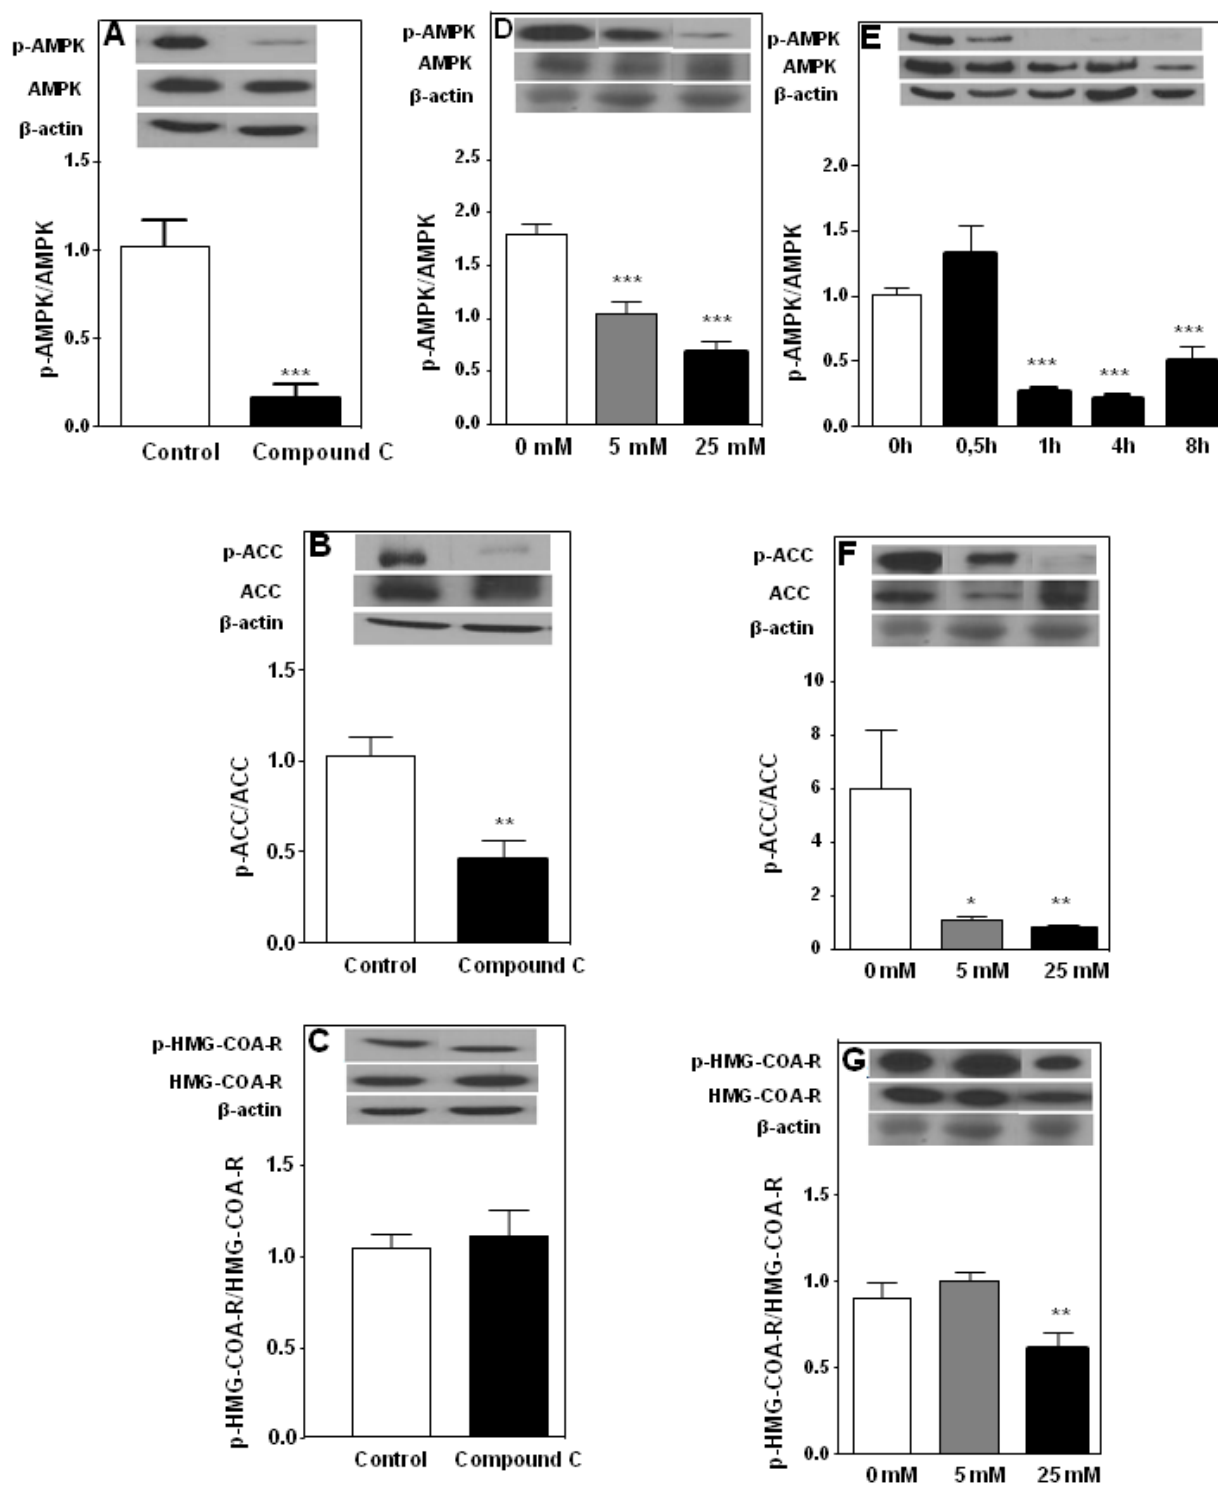 A
p-AMPK
AMPK
β-actin
1.5
1.0
0.5
0.0
p-AMPK/AMPK
***
Control Compound C
D
p-AMPK
AMPK
β-actin
2.5
2.0
1.5
1.0
0.5
0.0
p-AMPK/AMPK
***
***
0 mM 5 mM 25 mM
E
p-AMPK
AMPK
β-actin
2.0
1.5
1.0
0.5
0.0
p-AMPK/AMPK
***
***
***
0h 0,5h 1h 4h 8h
B
p-ACC
ACC
β-actin
1.5
1.0
0.5
0.0
p-ACC/ACC
**
Control Compound C
F
p-ACC
ACC
β-actin
10
8
6
4
2
0
p-ACC/ACC
*
**
0 mM 5 mM 25 mM
C
p-HMG-COA-R
HMG-COA-R
β-actin
1.5
1.0
0.5
0.0
p-HMG-COA-R/HMG-COA-R
Control Compound C
G
p-HMG-COA-R
HMG-COA-R
β-actin
1.5
1.0
0.5
0.0
p-HMG-COA-R/HMG-COA-R
**
0 mM 5 mM 25 mM